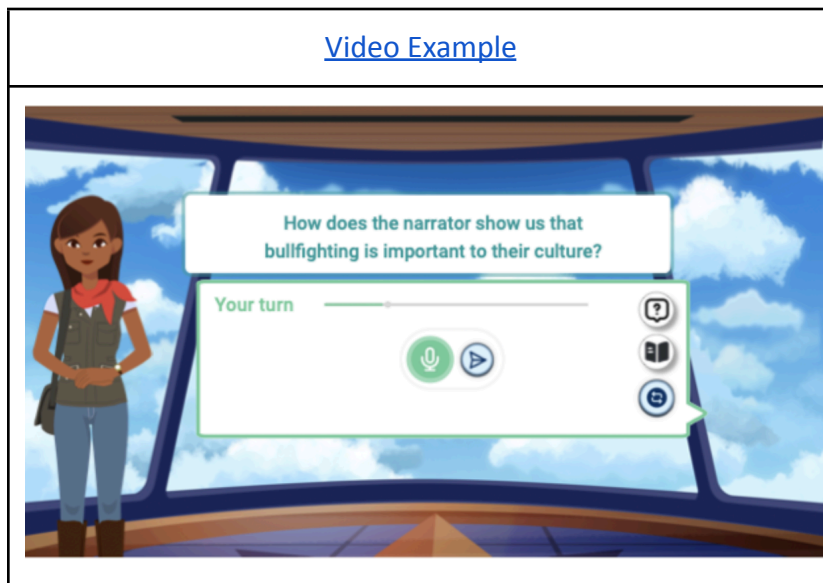 Video Example
How does the narrator show us that
bullfighting is important to their culture?
Your turn
?